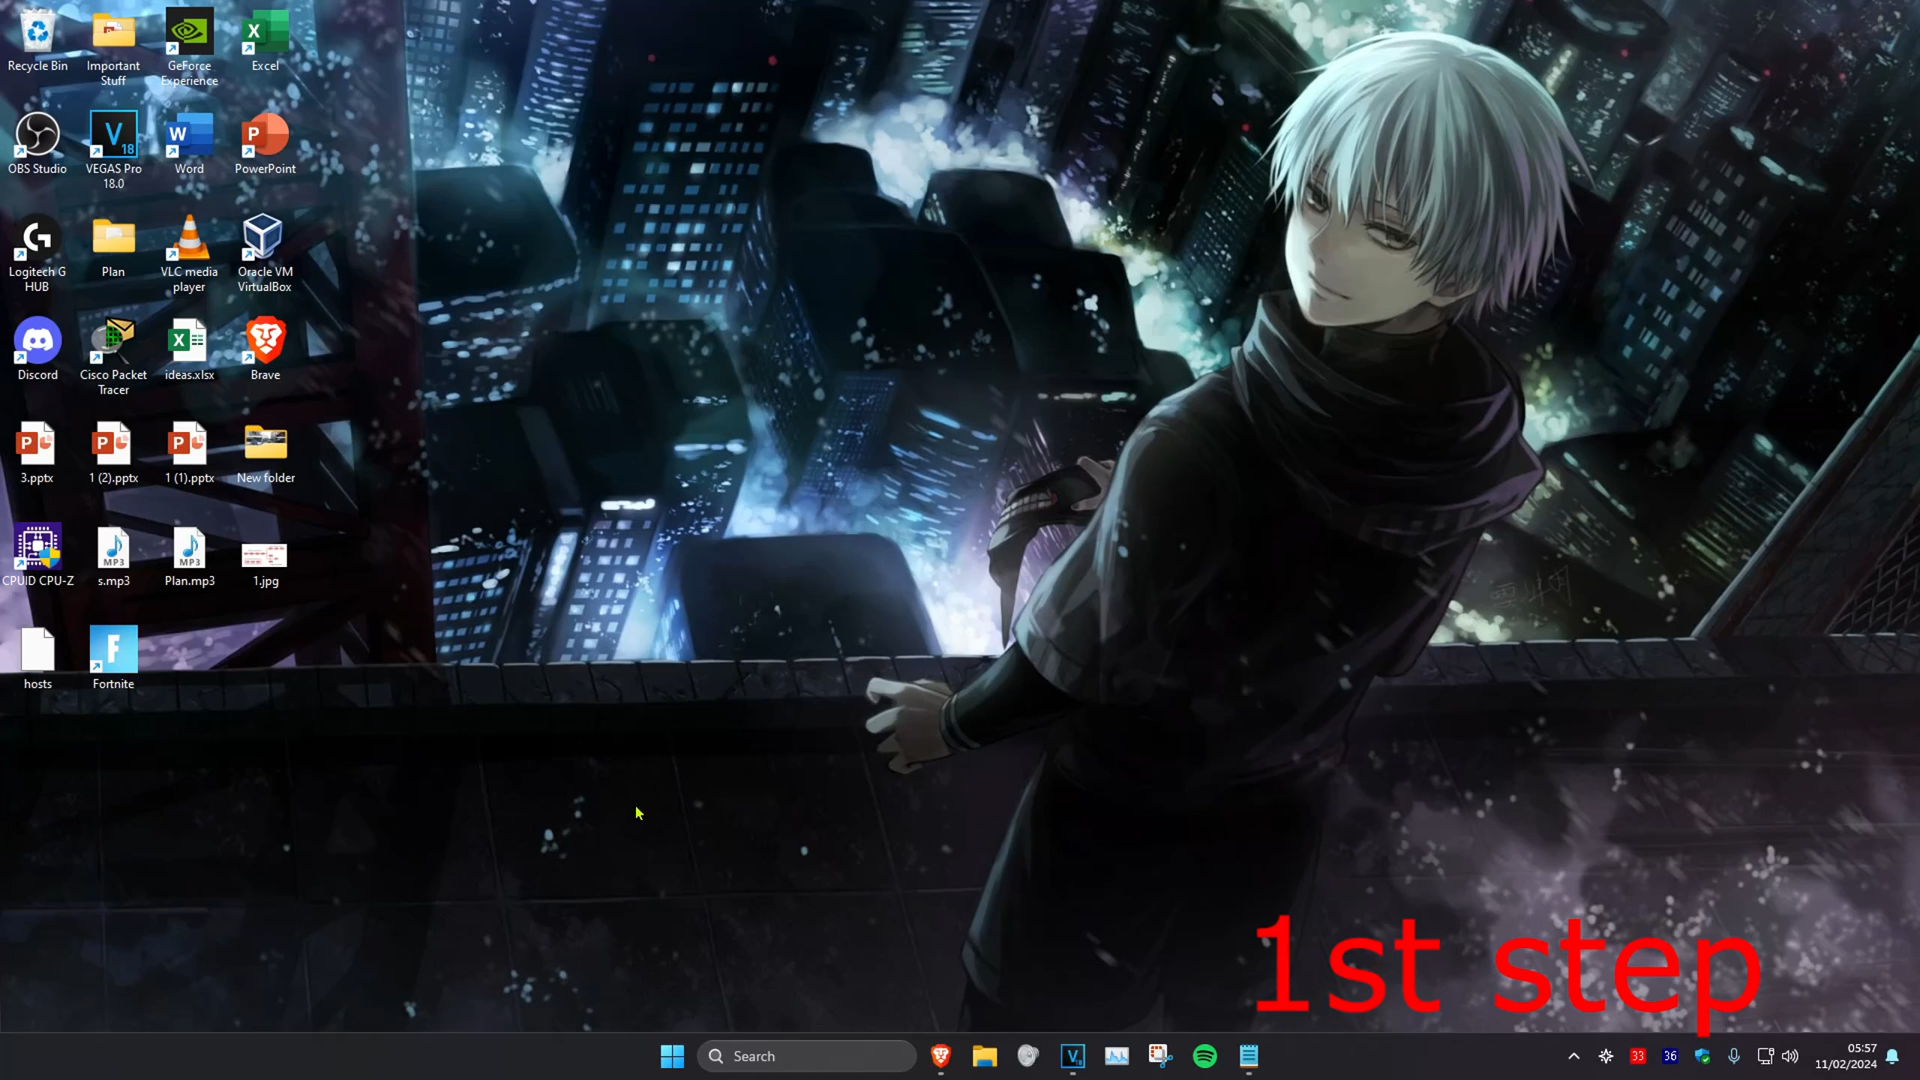 Recycle Bin
Important
Stuff
GeForce
Experience
Excel
OBS Studio
VEGAS Pro
18.0
Word
PowerPoint
Logitech G
HUB
Plan
VLC media
player
Oracle VM
VirtualBox
Discord
Cisco Packet
Tracer
ideas.xlsx
Brave
3.pptx
1 (2).pptx
1 (1).pptx
New folder
CPUID CPU-Z
s.mp3
Plan.mp3
1.jpg
hosts
Fortnite
1st step
Search
33
36
05:57
11/02/2024